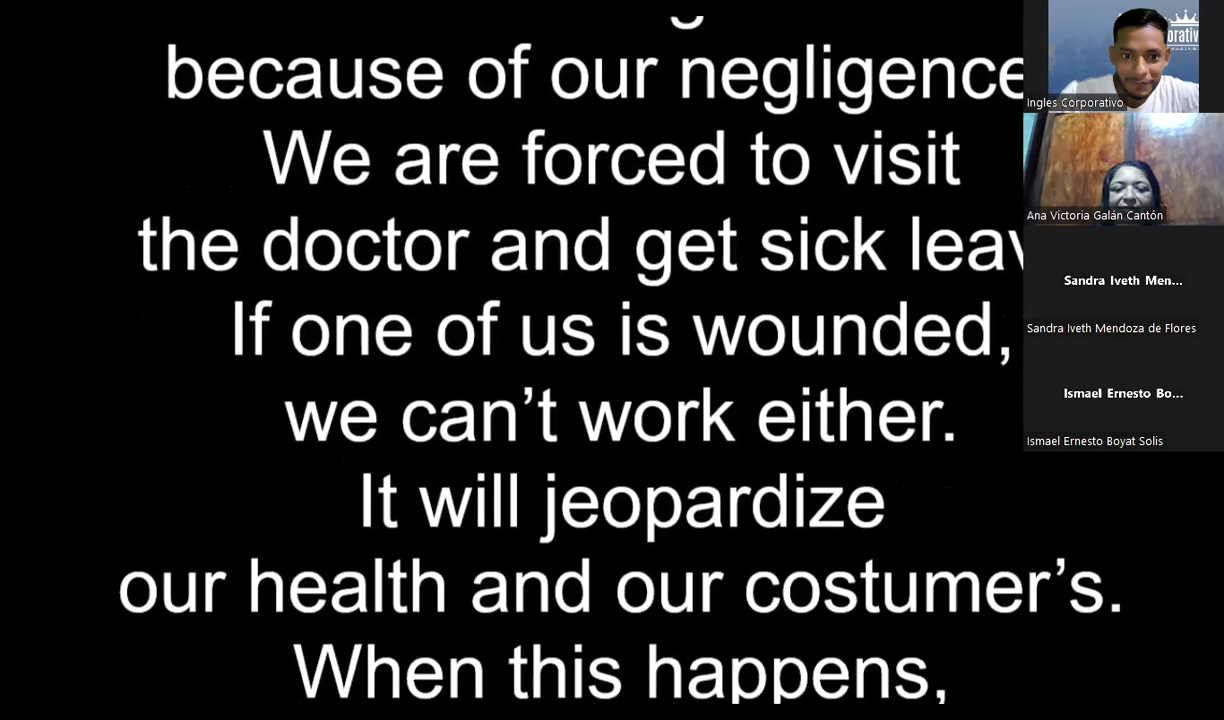 because of our negligence
We are forced to visit
the doctor and get sick
If one of us is wounded,
we can’t work either.
It will jeopardize
our health and our costumer’s.
When this happens,
Ingles Corporativo
Ana Victoria Galán Cantón
Sandra Iveth Men...
Sandra Iveth Mendoza de Flores
Ismael Ernesto Bo...
Ismael Ernesto Boyat Solis